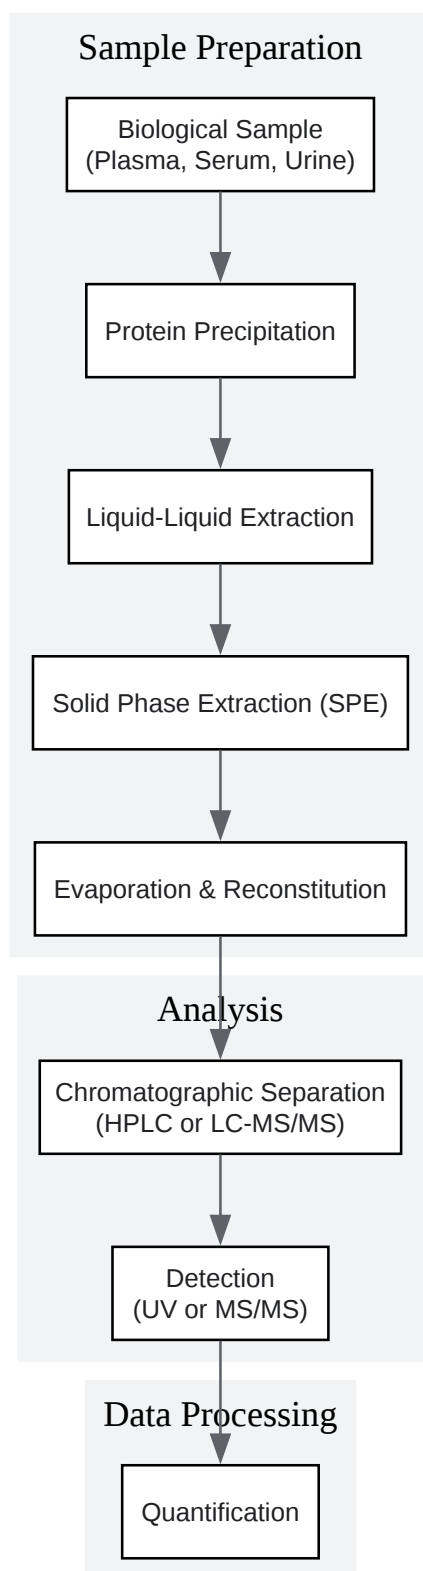 Sample Preparation
Biological Sample
(Plasma, Serum, Urine)
Protein Precipitation
Liquid-Liquid Extraction
Solid Phase Extraction (SPE)
Evaporation & Reconstitution
Analysis
Chromatographic Separation
(HPLC or LC-MS/MS)
Detection
(UV or MS/MS)
Data Processing
Quantification